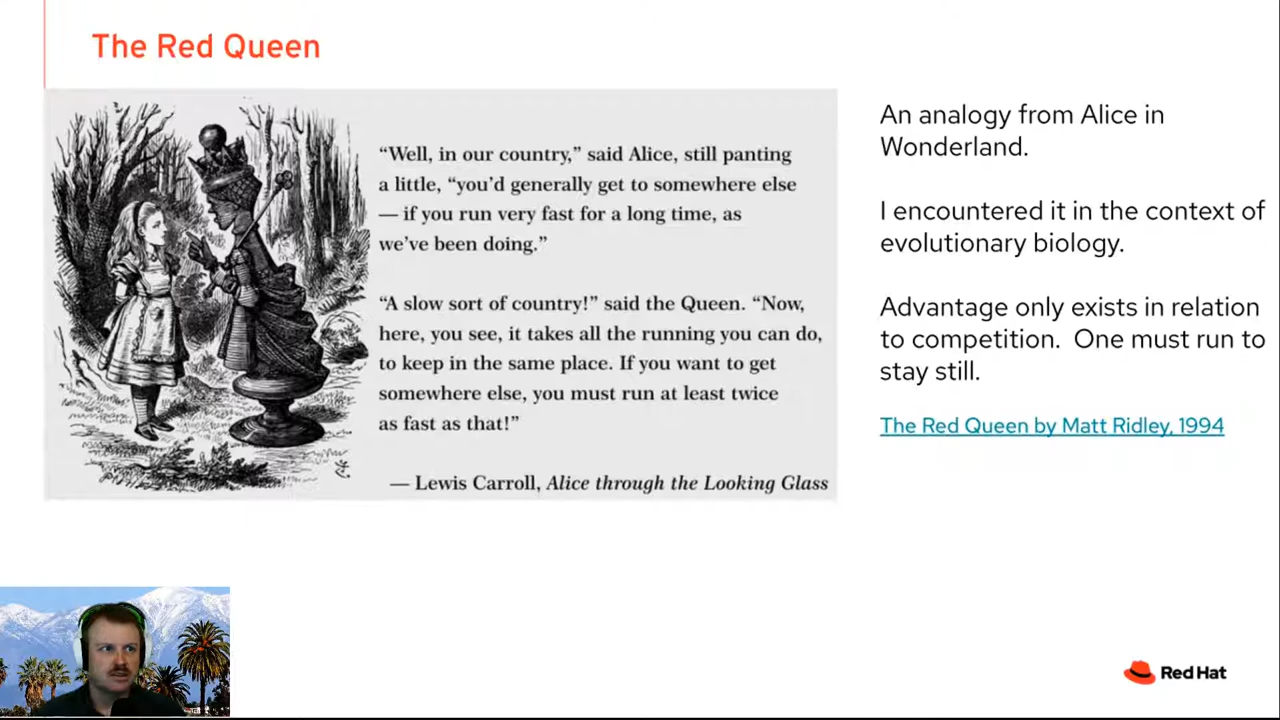 The Red Queen
“Well, in our country,” said Alice, still panting
a little, “you’d generally get to somewhere else
— if you run very fast for a long time, as
we’ve been doing.”
“A slow sort of country!” said the Queen. “Now,
here, you see, it takes all the running you can do,
to keep in the same place. If you want to get
somewhere else, you must run at least twice
as fast as that!”
— Lewis Carroll, Alice through the Looking Glass
An analogy from Alice in
Wonderland.
I encountered it in the context of
evolutionary biology.
Advantage only exists in relation
to competition.  One must run to
stay still.
The Red Queen by Matt Ridley, 1994
Red Hat